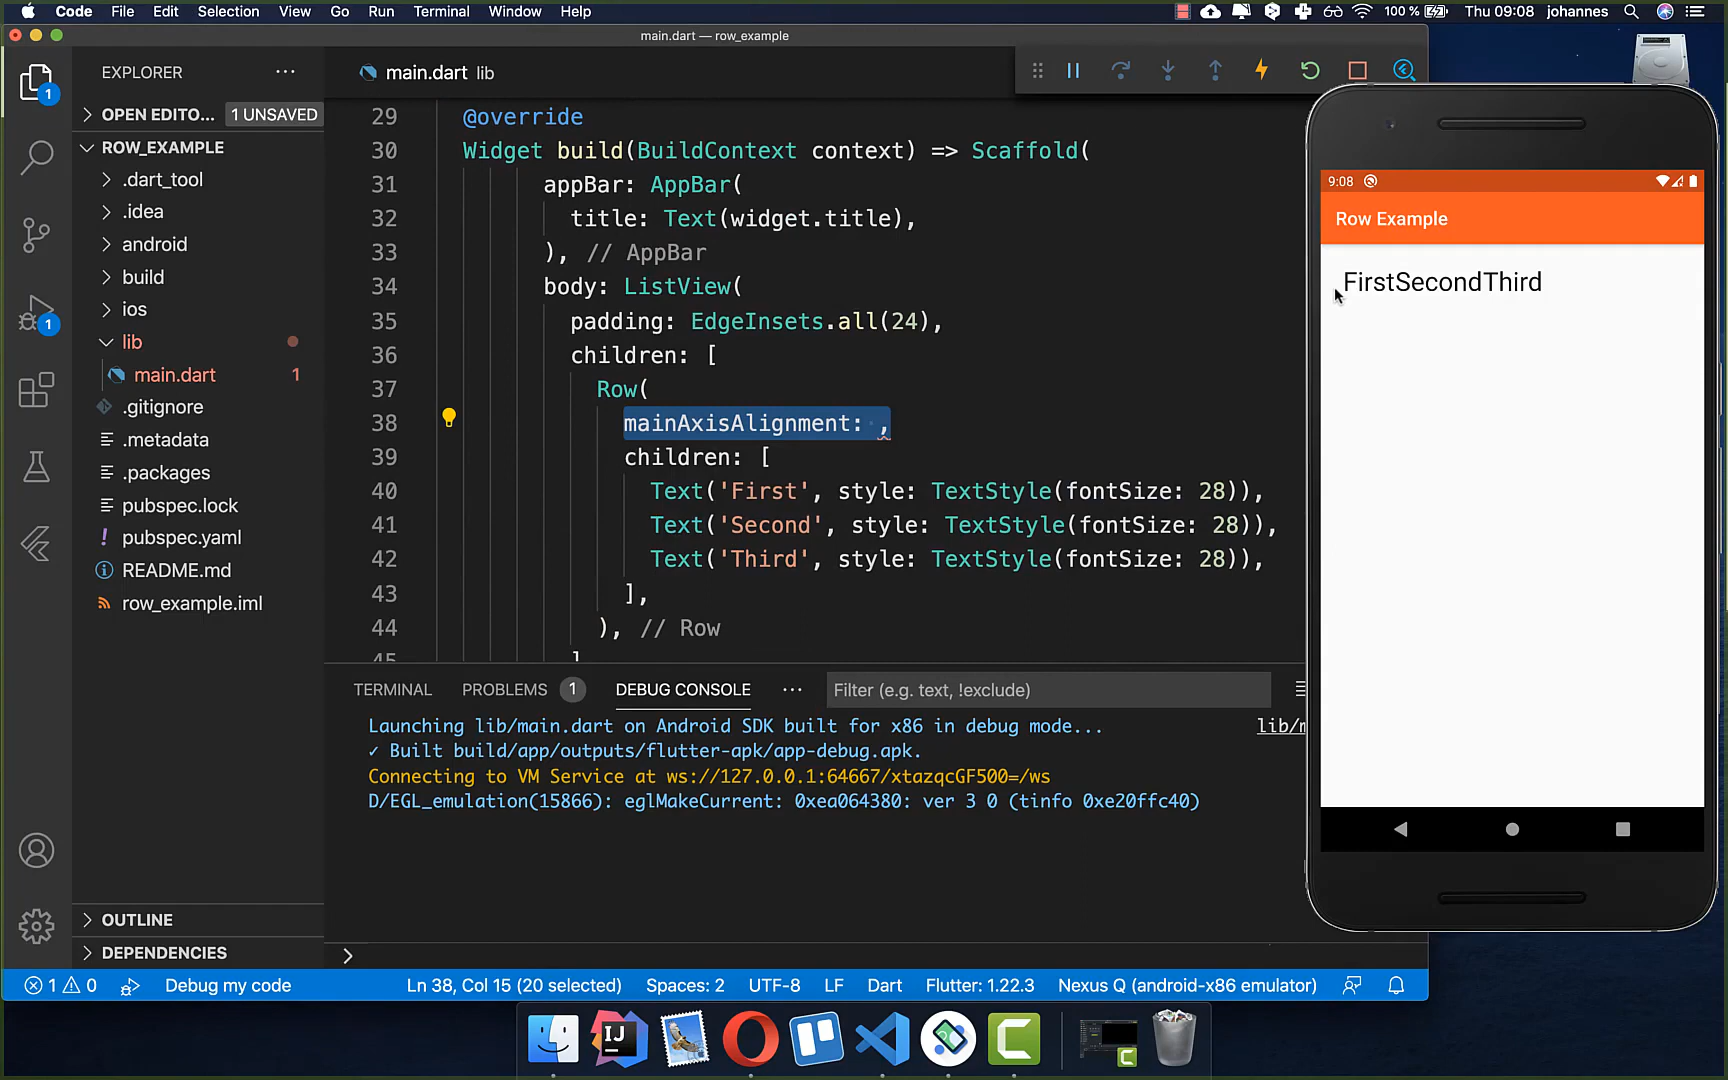 Code File Edit Selection View Go Run Terminal Window Help 100 % Thu 09:08 johannes
main.dart — row_example
EXPLORER
OPEN EDITO... 1 UNSAVED
ROW_EXAMPLE
.dart_tool
.idea
android
build
ios
lib
main.dart 1
.gitignore
.metadata
.packages
pubspec.lock
pubspec.yaml
README.md
row_example.iml
OUTLINE
DEPENDENCIES
1
1
main.dart lib
29 @override
30 Widget build(BuildContext context) => Scaffold(
31 appBar: AppBar(
32 title: Text(widget.title),
33 ), // AppBar
34 body: ListView(
35 padding: EdgeInsets.all(24),
36 children: [
37 Row(
38 mainAxisAlignment: ,
39 children: [
40 Text('First', style: TextStyle(fontSize: 28)),
41 Text('Second', style: TextStyle(fontSize: 28)),
42 Text('Third', style: TextStyle(fontSize: 28)),
43 ],
44 ), // Row
45 ]
TERMINAL PROBLEMS 1 DEBUG CONSOLE ... Filter (e.g. text, !exclude)
Launching lib/main.dart on Android SDK built for x86 in debug mode... lib/m
✓ Built build/app/outputs/flutter-apk/app-debug.apk.
Connecting to VM Service at ws://127.0.0.1:64667/xtazqcGF500=/ws
D/EGL_emulation(15866): eglMakeCurrent: 0xea064380: ver 3 0 (tinfo 0xe20ffc40)
1 0 Debug my code Ln 38, Col 15 (20 selected) Spaces: 2 UTF-8 LF Dart Flutter: 1.22.3 Nexus Q (android-x86 emulator)
9:08
Row Example
FirstSecondThird
IJ